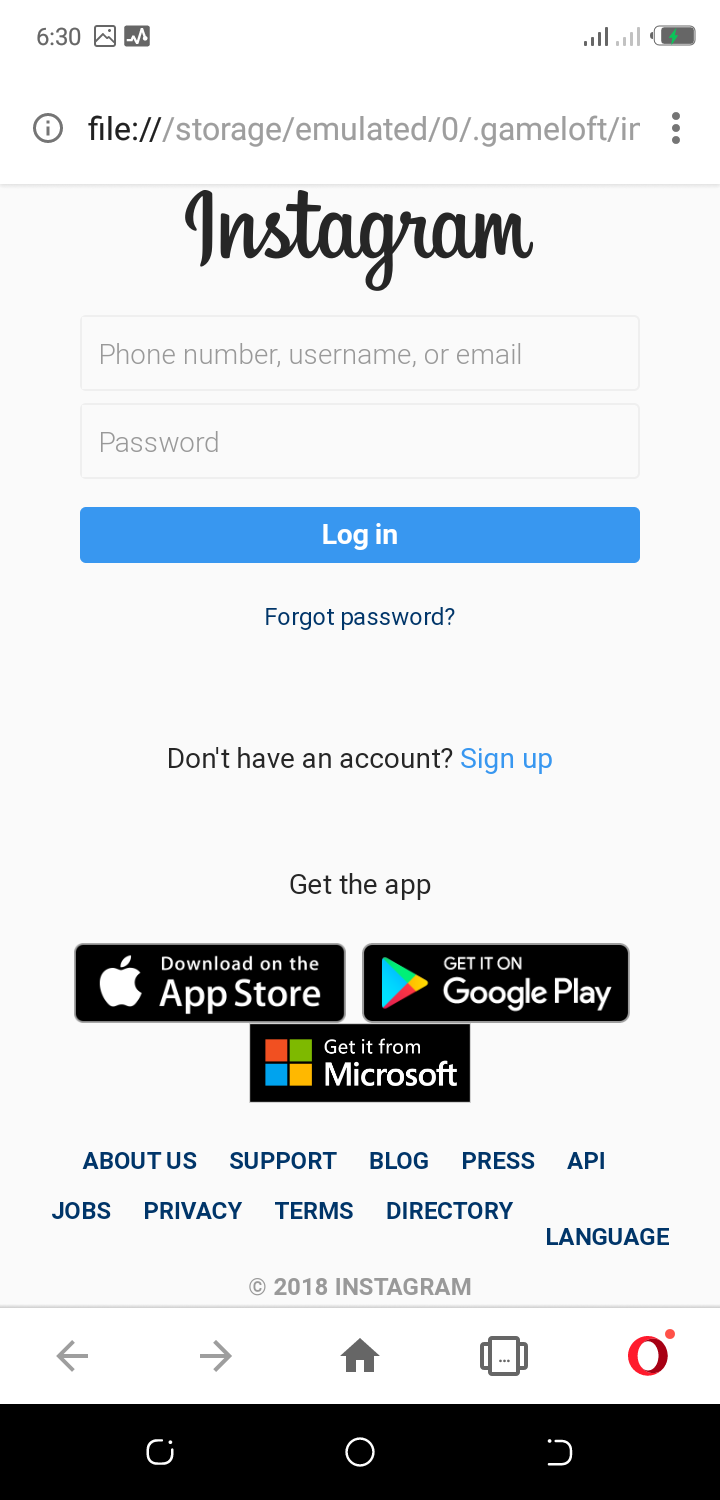 6:30
file:///storage/emulated/0/.gameloft/in
Instagram
Phone number, username, or email
Password
Log in
Forgot password?
Don't have an account? Sign up
Get the app
Download on the
App Store
GET IT ON
Google Play
Get it from
Microsoft
ABOUT US SUPPORT BLOG PRESS API
JOBS PRIVACY TERMS DIRECTORY
LANGUAGE
© 2018 INSTAGRAM